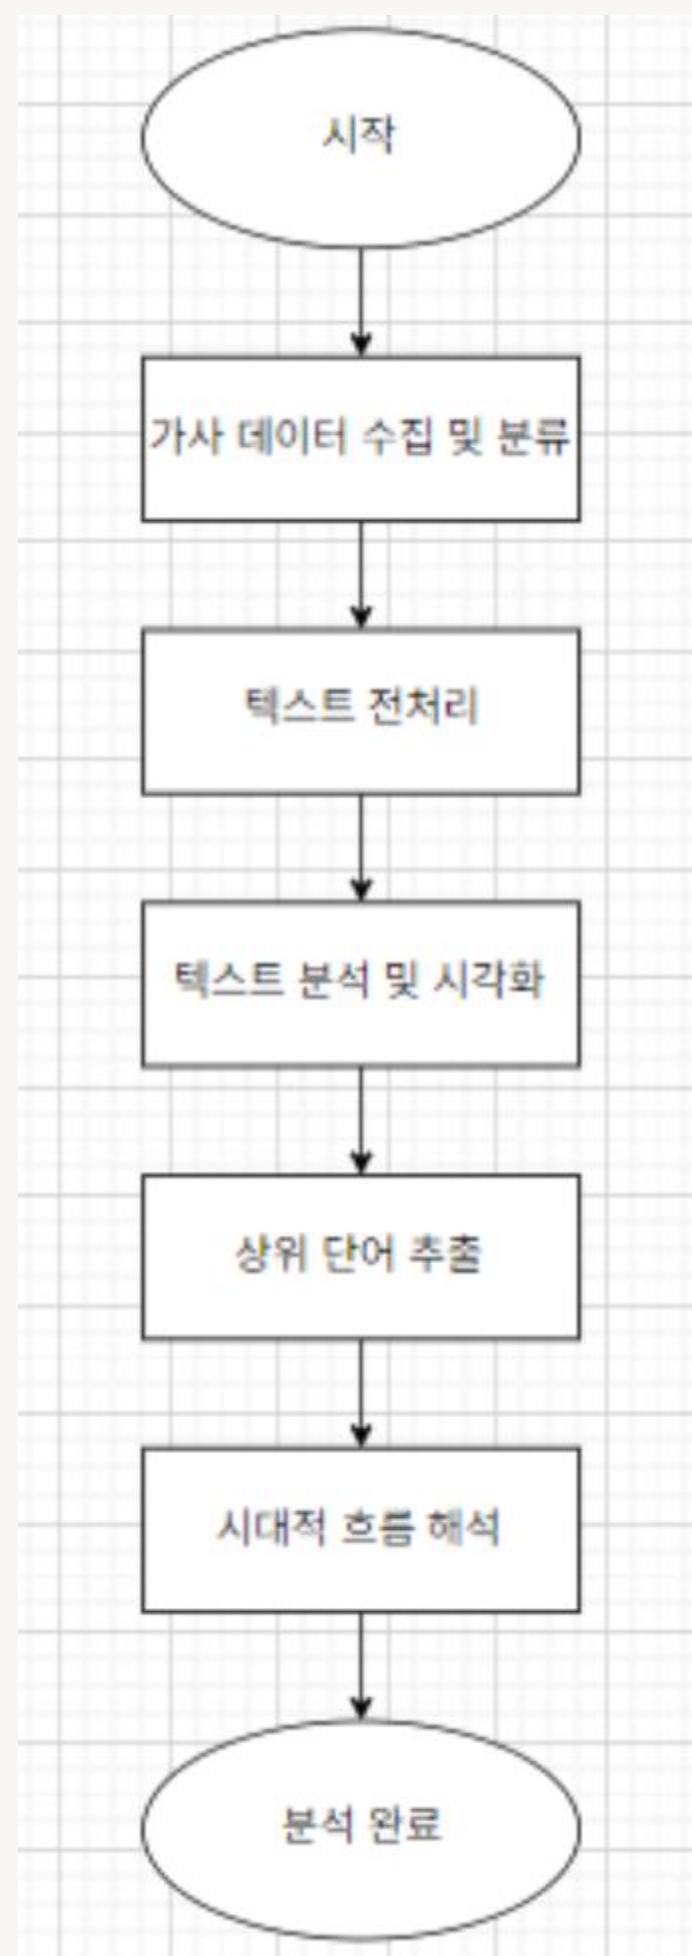 시작
가사 데이터 수집 및 분류
텍스트 전처리
텍스트 분석 및 시각화
상위 단어 추출
시대적 흐름 해석
분석 완료